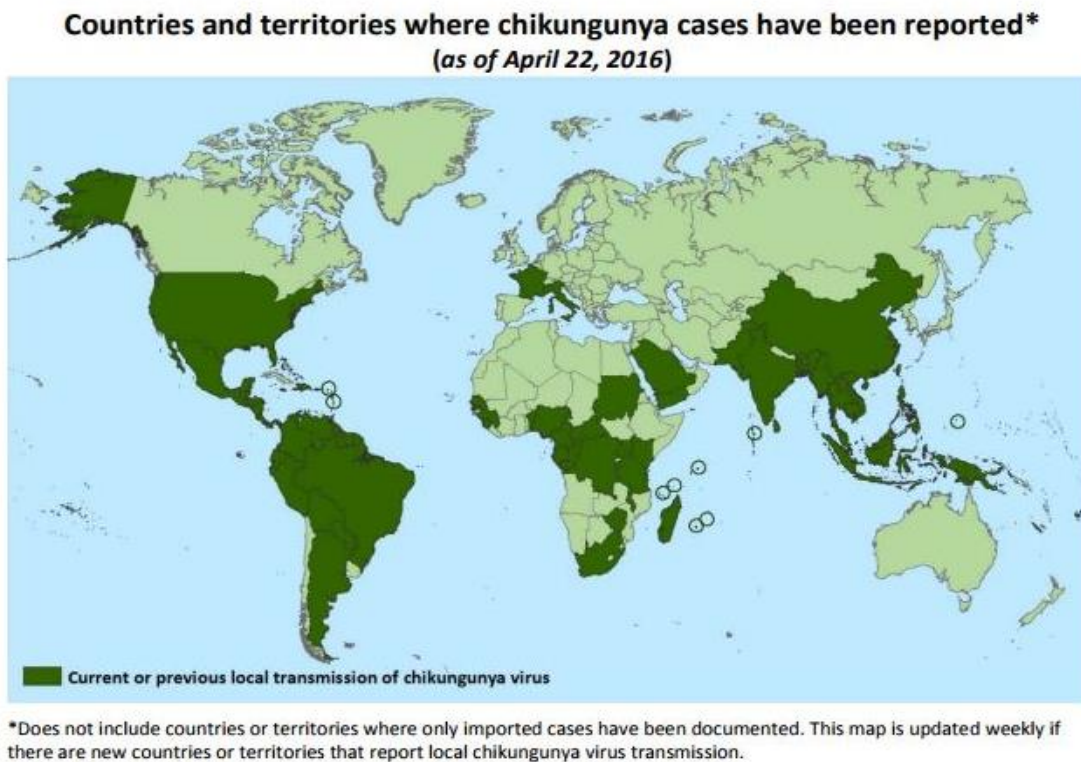 Countries and territories where chikungunya cases have been reported*
(as of April 22, 2016)
Current or previous local transmission of chikungunya virus
*Does not include countries or territories where only imported cases have been documented. This map is updated weekly if
there are new countries or territories that report local chikungunya virus transmission.